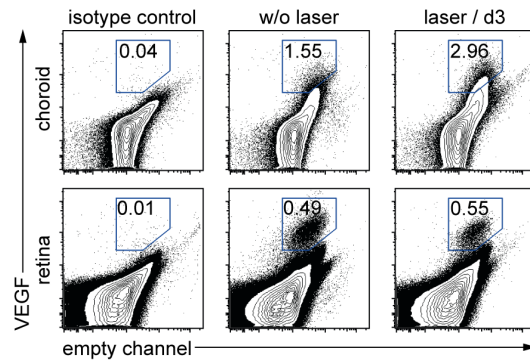 isotype control w/o laser laser / d3
choroid
0.04 1.55 2.96
retina
0.01 0.49 0.55
VEGF
empty channel